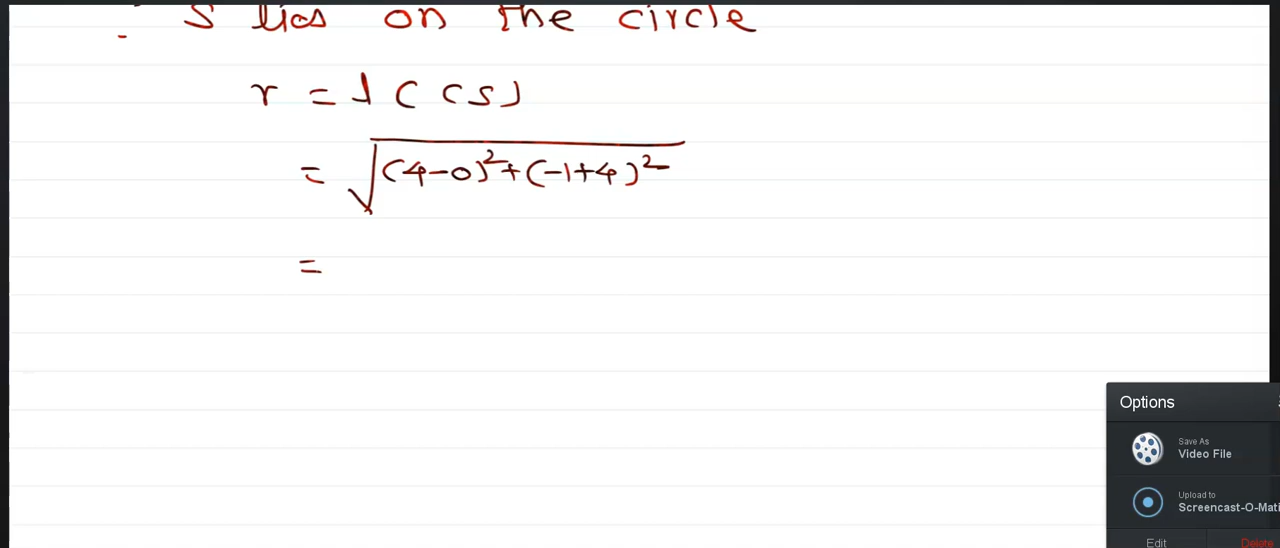 ∵ S lies on the circle
r = l(CS)
= √((4-0)²+(-1+4)²)
=
Options
Save As
Video File
Upload to
Screencast-O-Mati
Edit
Delete